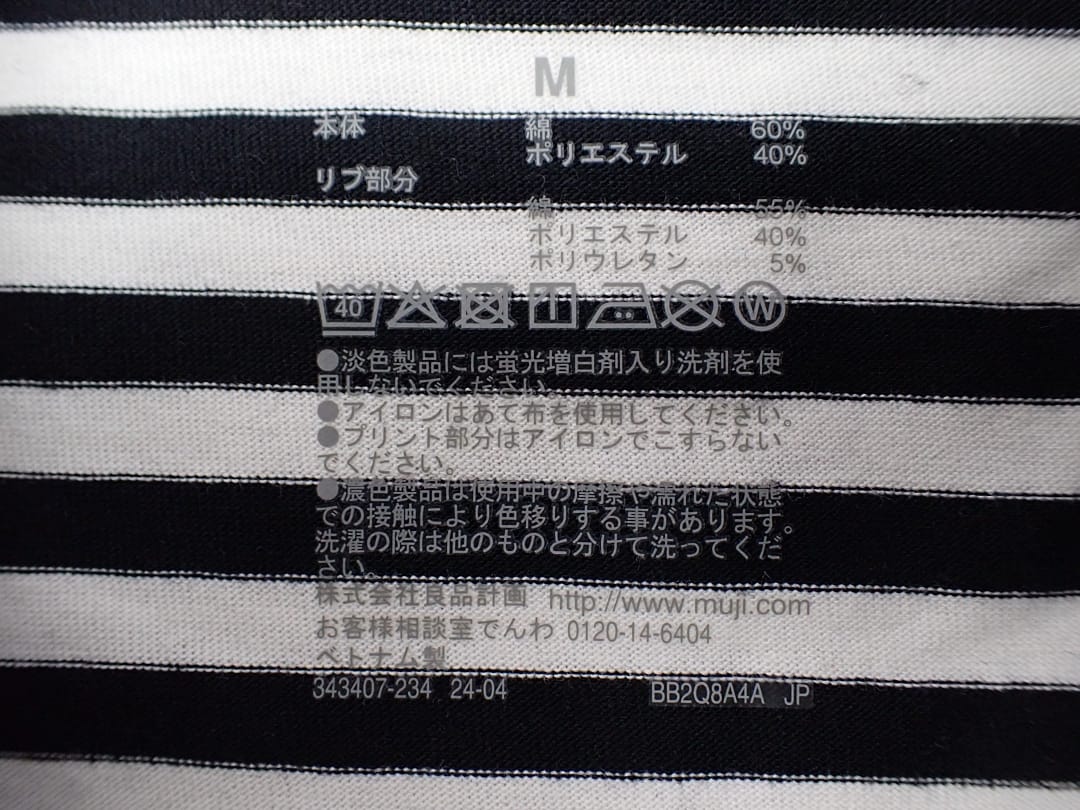 M
本体 綿 60%
ポリエステル 40%
リブ部分
綿 55%
ポリエステル 40%
ポリウレタン 5%
40 W
●淡色製品には蛍光増白剤入り洗剤を使
用しないでください。
●アイロンはあて布を使用してください。
●プリント部分はアイロンでこすらない
でください。
●濃色製品は使用中の摩擦や濡れた状態
での接触により色移りする事があります。
洗濯の際は他のものと分けて洗ってくだ
さい。
株式会社良品計画 http://www.muji.com
お客様相談室でんわ 0120-14-6404
ベトナム製
343407-234 24-04 BB2Q8A4A JP